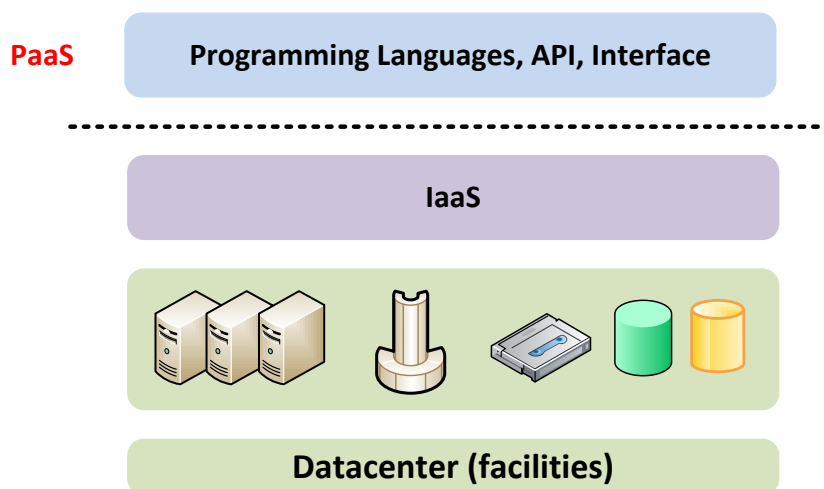 PaaS
Programming Languages, API, Interface
IaaS
Datacenter (facilities)